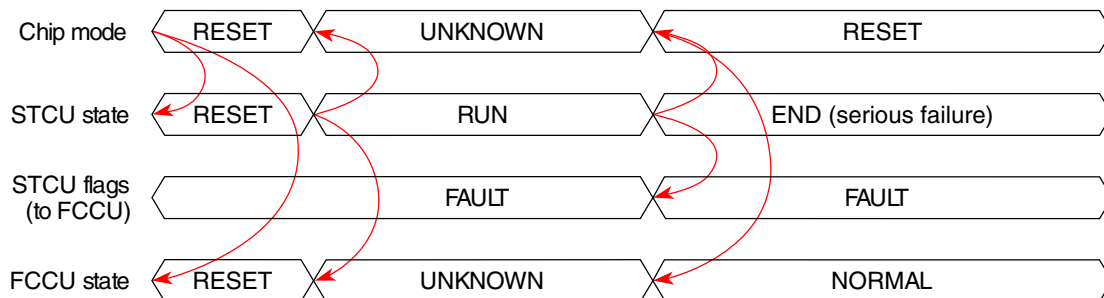 Chip mode RESET UNKNOWN RESET
STCU state RESET RUN END (serious failure)
STCU flags
(to FCCU) FAULT FAULT
FCCU state RESET UNKNOWN NORMAL